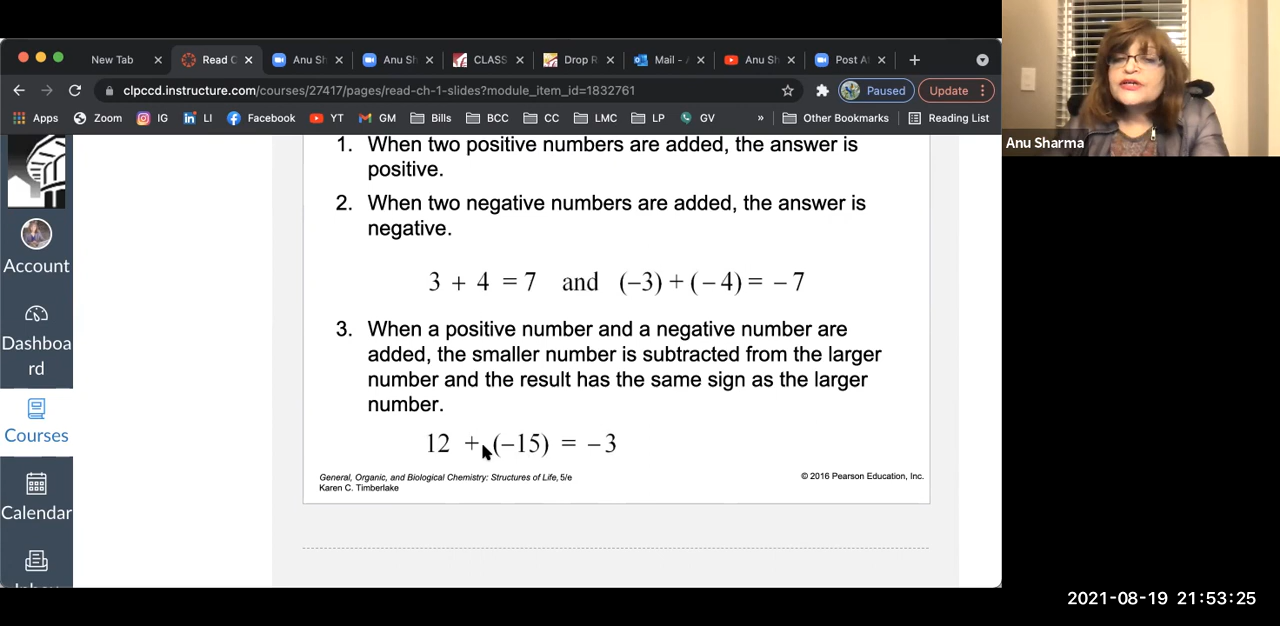 New Tab
Read C
Anu Sh
Anu Sh
CLASS
Drop R
Mail - A
Anu Sh
Post At
clpccd.instructure.com/courses/27417/pages/read-ch-1-slides?module_item_id=1832761
Paused
Update
Apps
Zoom
IG
LI
Facebook
YT
GM
Bills
BCC
CC
LMC
LP
GV
»
Other Bookmarks
Reading List
Anu Sharma
Account
Dashboa
rd
Courses
Calendar
1. When two positive numbers are added, the answer is
positive.
2. When two negative numbers are added, the answer is
negative.
3 + 4 = 7 and (−3) + (−4) = −7
3. When a positive number and a negative number are
added, the smaller number is subtracted from the larger
number and the result has the same sign as the larger
number.
12 + (−15) = −3
General, Organic, and Biological Chemistry: Structures of Life, 5/e
Karen C. Timberlake
© 2016 Pearson Education, Inc.
2021-08-19 21:53:25